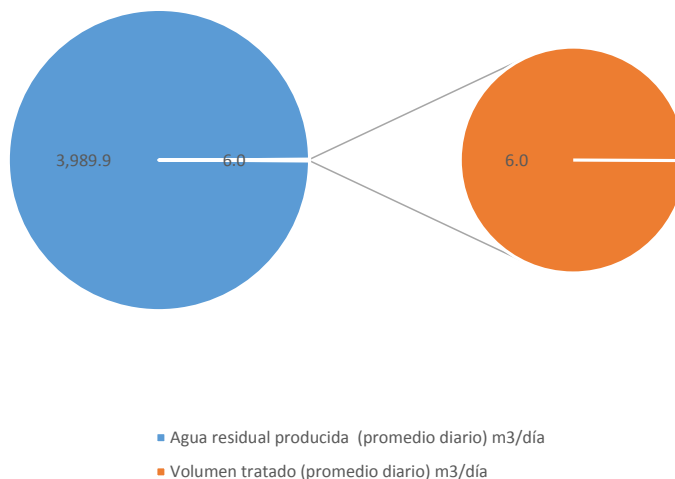 3,989.9
6.0
6.0
Agua residual producida (promedio diario) m3/día
Volumen tratado (promedio diario) m3/día